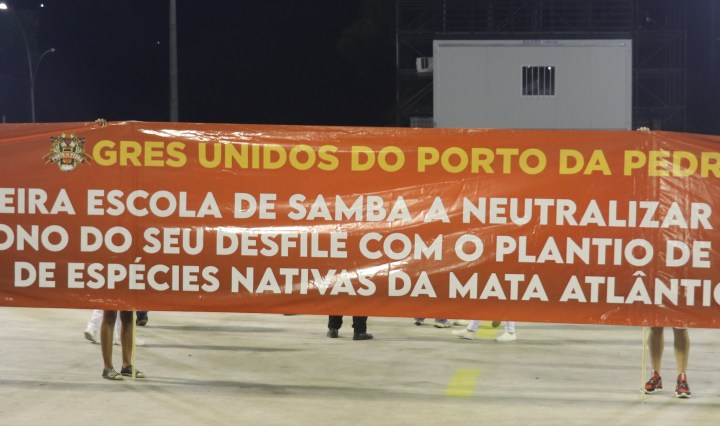 GRES UNIDOS DO PORTO DA PEDR
EIRA ESCOLA DE SAMBA A NEUTRALIZAR
ONO DO SEU DESFILE COM O PLANTIO DE
DE ESPÉCIES NATIVAS DA MATA ATLÂNTIC